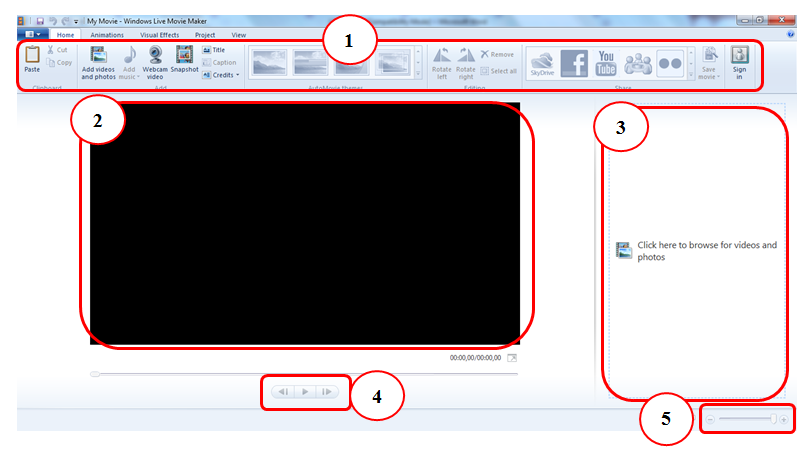 My Movie - Windows Live Movie Maker
Home Animations Visual Effects Project View
1
Paste
Cut
Copy
Clipboard
Add videos
and photos
Add
music
Webcam
video
Snapshot
Title
Caption
Credits
Add
AutoMovie themes
Rotate
left
Rotate
right
Remove
Select all
Editing
SkyDrive
f
You
Tube
Share
Save
movie
Sign
in
2
3
Click here to browse for videos and
photos
00:00,00/00:00,00
4
5